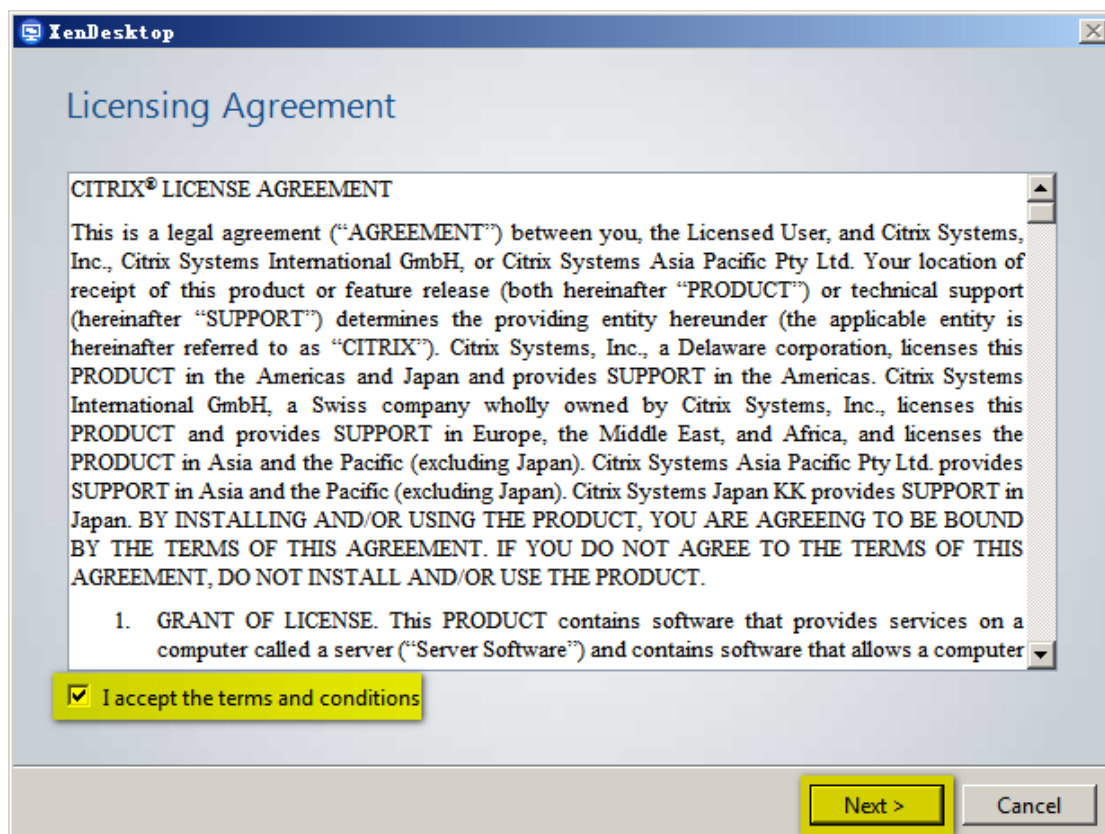 XenDesktop
Licensing Agreement
CITRIX® LICENSE AGREEMENT
This is a legal agreement (“AGREEMENT”) between you, the Licensed User, and Citrix Systems,
Inc., Citrix Systems International GmbH, or Citrix Systems Asia Pacific Pty Ltd. Your location of
receipt of this product or feature release (both hereinafter “PRODUCT”) or technical support
(hereinafter “SUPPORT”) determines the providing entity hereunder (the applicable entity is
hereinafter referred to as “CITRIX”). Citrix Systems, Inc., a Delaware corporation, licenses this
PRODUCT in the Americas and Japan and provides SUPPORT in the Americas. Citrix Systems
International GmbH, a Swiss company wholly owned by Citrix Systems, Inc., licenses this
PRODUCT and provides SUPPORT in Europe, the Middle East, and Africa, and licenses the
PRODUCT in Asia and the Pacific (excluding Japan). Citrix Systems Asia Pacific Pty Ltd. provides
SUPPORT in Asia and the Pacific (excluding Japan). Citrix Systems Japan KK provides SUPPORT in
Japan. BY INSTALLING AND/OR USING THE PRODUCT, YOU ARE AGREEING TO BE BOUND
BY THE TERMS OF THIS AGREEMENT. IF YOU DO NOT AGREE TO THE TERMS OF THIS
AGREEMENT, DO NOT INSTALL AND/OR USE THE PRODUCT.
1. GRANT OF LICENSE. This PRODUCT contains software that provides services on a
computer called a server (“Server Software”) and contains software that allows a computer
I accept the terms and conditions
Next >
Cancel